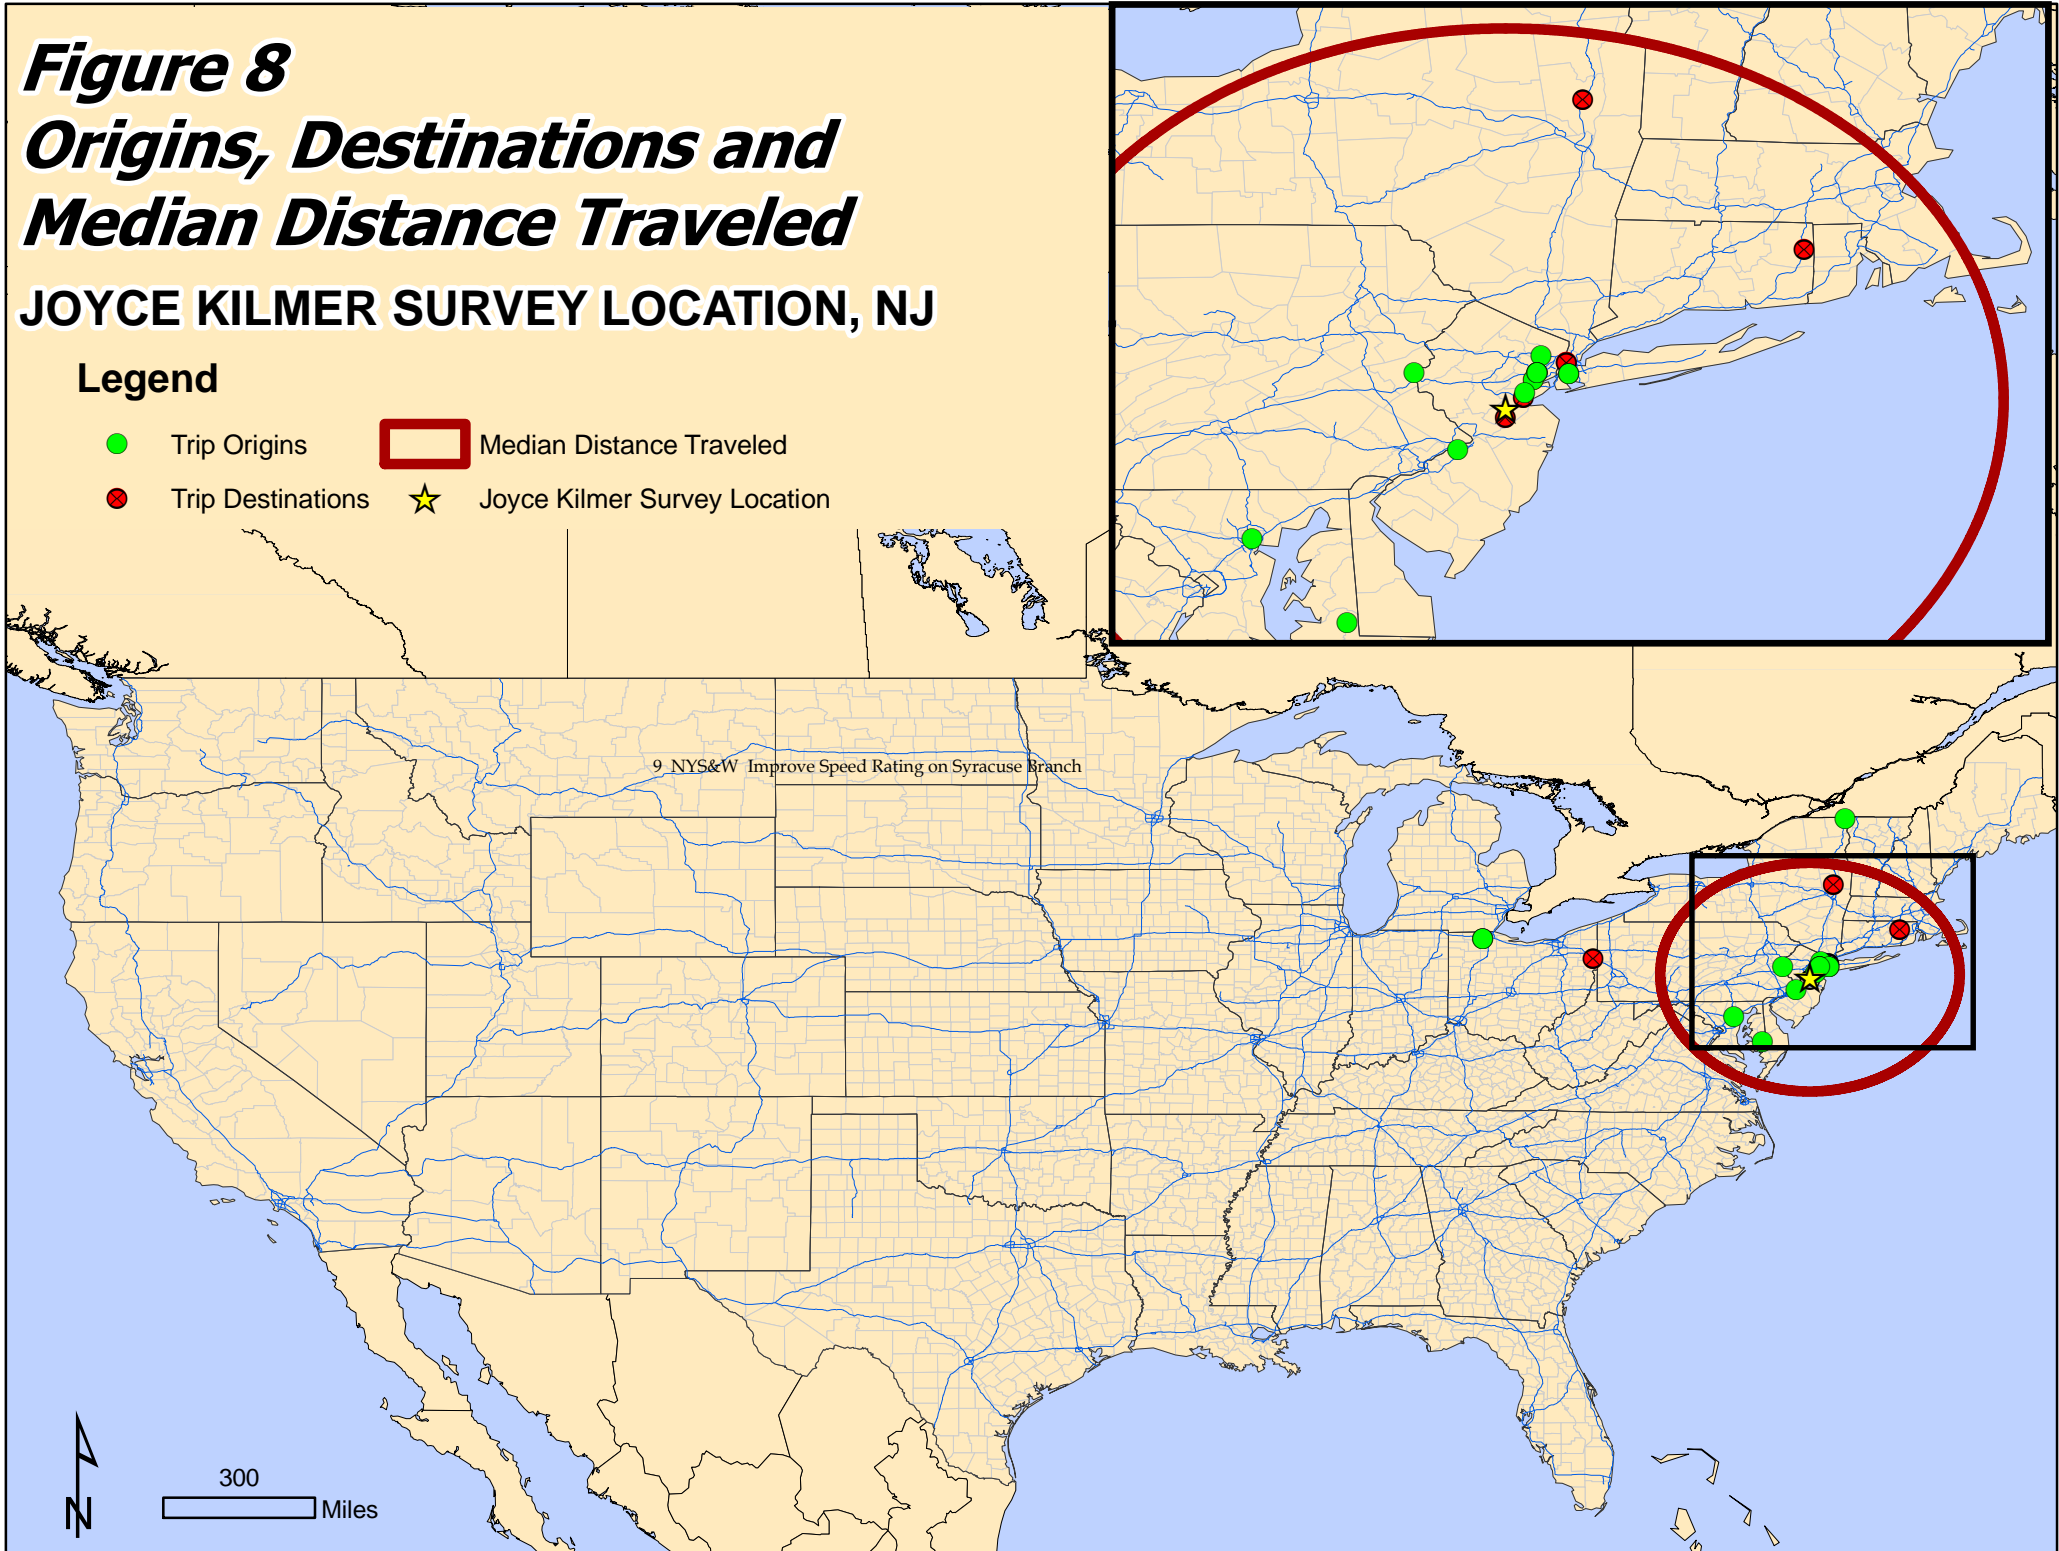 Figure 8
Origins, Destinations and
Median Distance Traveled
JOYCE KILMER SURVEY LOCATION, NJ
Legend
Trip Origins
Median Distance Traveled
Trip Destinations
Joyce Kilmer Survey Location
9 NYS&W Improve Speed Rating on Syracuse Branch
N
300
Miles